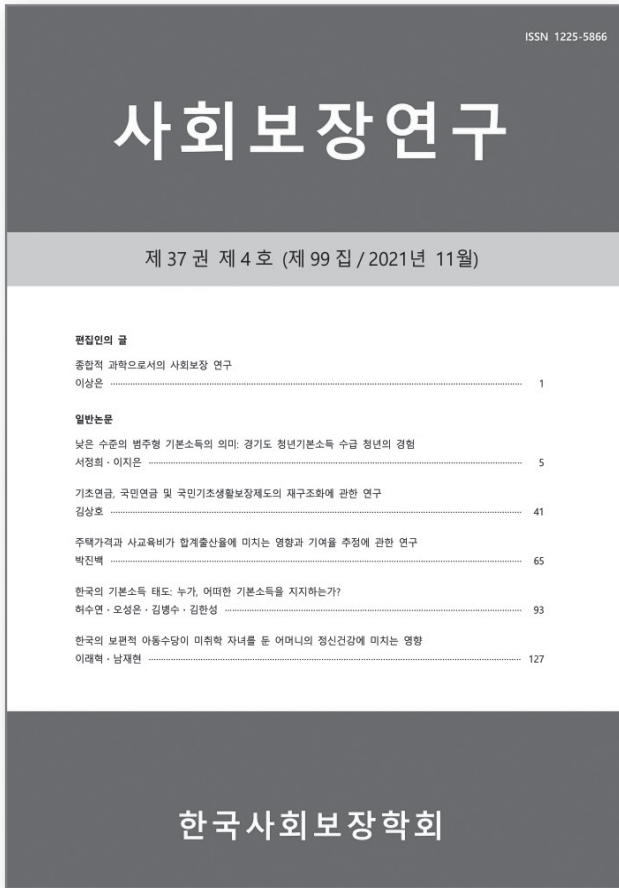 ISSN 1225-5866
사회보장연구
제 37 권 제 4 호 (제 99 집 / 2021년 11월)
편집인의 글
종합적 과학으로서의 사회보장 연구
이상은 1
일반논문
낮은 수준의 범주형 기본소득의 의미: 경기도 청년기본소득 수급 청년의 경험
서정희 · 이지은 5
기초연금, 국민연금 및 국민기초생활보장제도의 재구조화에 관한 연구
김상호 41
주택가격과 사교육비가 합계출산율에 미치는 영향과 기여율 추정에 관한 연구
박진백 65
한국의 기본소득 태도: 누가, 어떠한 기본소득을 지지하는가?
허수연 · 오성은 · 김병수 · 김한성 93
한국의 보편적 아동수당이 미취학 자녀를 둔 어머니의 정신건강에 미치는 영향
이래혁 · 남재현 127
한국사회보장학회